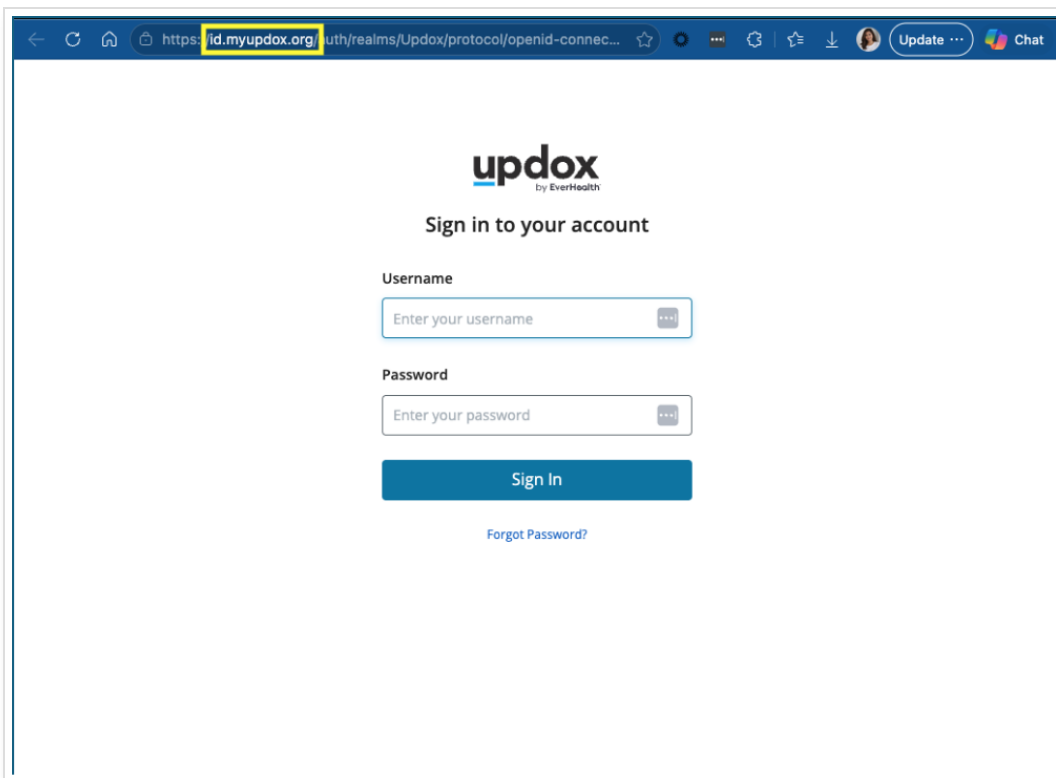 https://id.myupdox.org/auth/realms/Updox/protocol/openid-connec... Update ... Chat
updox
by EverHealth
Sign in to your account
Username
Enter your username
Password
Enter your password
Sign In
Forgot Password?